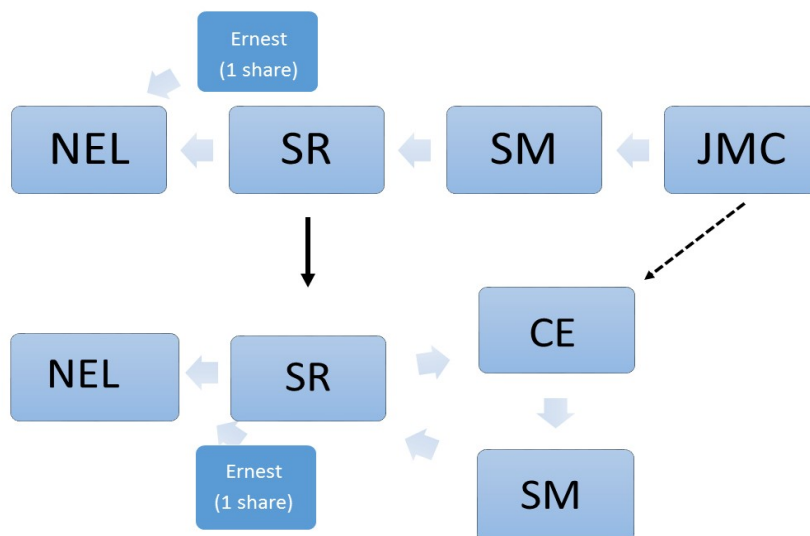 Ernest
(1 share)
NEL
SR
SM
JMC
CE
NEL
SR
Ernest
(1 share)
SM